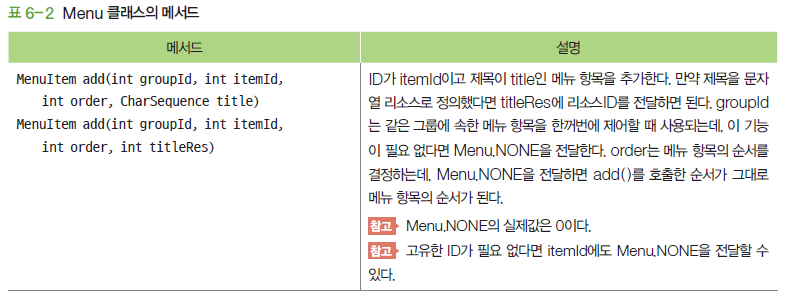 표 6-2 Menu 클래스의 메서드
메서드
설명
MenuItem add(int groupId, int itemId,
int order, CharSequence title)
MenuItem add(int groupId, int itemId,
int order, int titleRes)
ID가 itemId이고 제목이 title인 메뉴 항목을 추가한다. 만약 제목을 문자
열 리소스로 정의했다면 titleRes에 리소스ID를 전달하면 된다. groupId
는 같은 그룹에 속한 메뉴 항목을 한꺼번에 제어할 때 사용되는데, 이 기능
이 필요 없다면 Menu.NONE을 전달한다. order는 메뉴 항목의 순서를
결정하는데, Menu.NONE을 전달하면 add()를 호출한 순서가 그대로
메뉴 항목의 순서가 된다.
참고 Menu.NONE의 실제값은 0이다.
참고 고유한 ID가 필요 없다면 itemId에도 Menu.NONE을 전달할 수
있다.